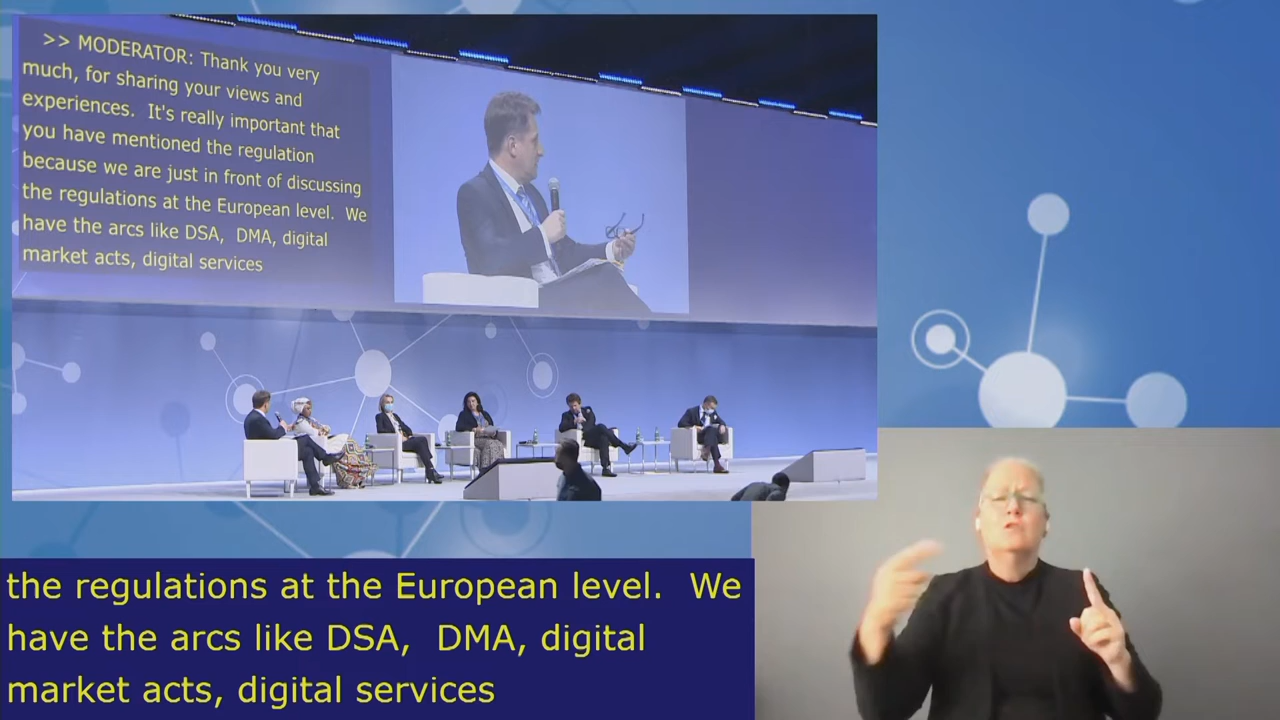 >> MODERATOR: Thank you very
much, for sharing your views and
experiences.  It's really important that
you have mentioned the regulation
because we are just in front of discussing
the regulations at the European level.  We
have the arcs like DSA,  DMA, digital
market acts, digital services
the regulations at the European level.  We
have the arcs like DSA,  DMA, digital
market acts, digital services